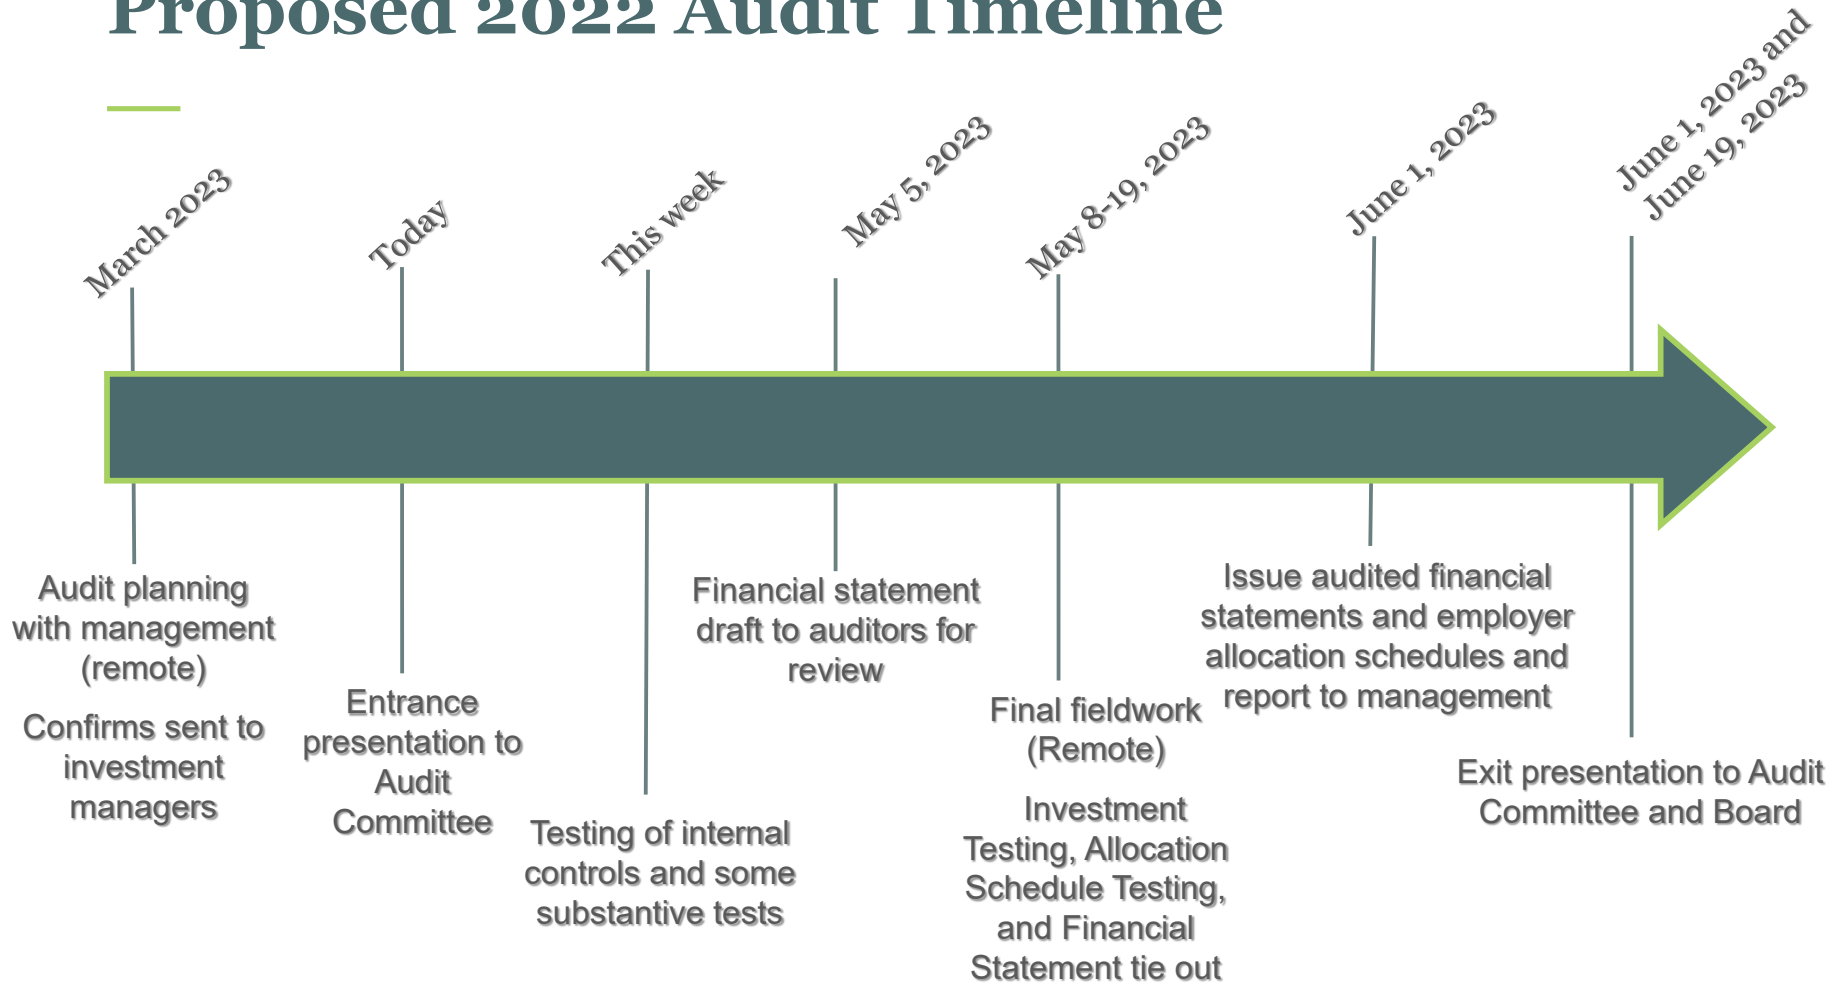 Proposed 2022 Audit Timeline
March 2023
Today
This week
May 5, 2023
May 8-19, 2023
June 1, 2023
June 1, 2023 and
June 19, 2023
Audit planning
with management
(remote)
Confirms sent to
investment
managers
Entrance
presentation to
Audit
Committee
Testing of internal
controls and some
substantive tests
Financial statement
draft to auditors for
review
Final fieldwork
(Remote)
Investment
Testing, Allocation
Schedule Testing,
and Financial
Statement tie out
Issue audited financial
statements and employer
allocation schedules and
report to management
Exit presentation to Audit
Committee and Board